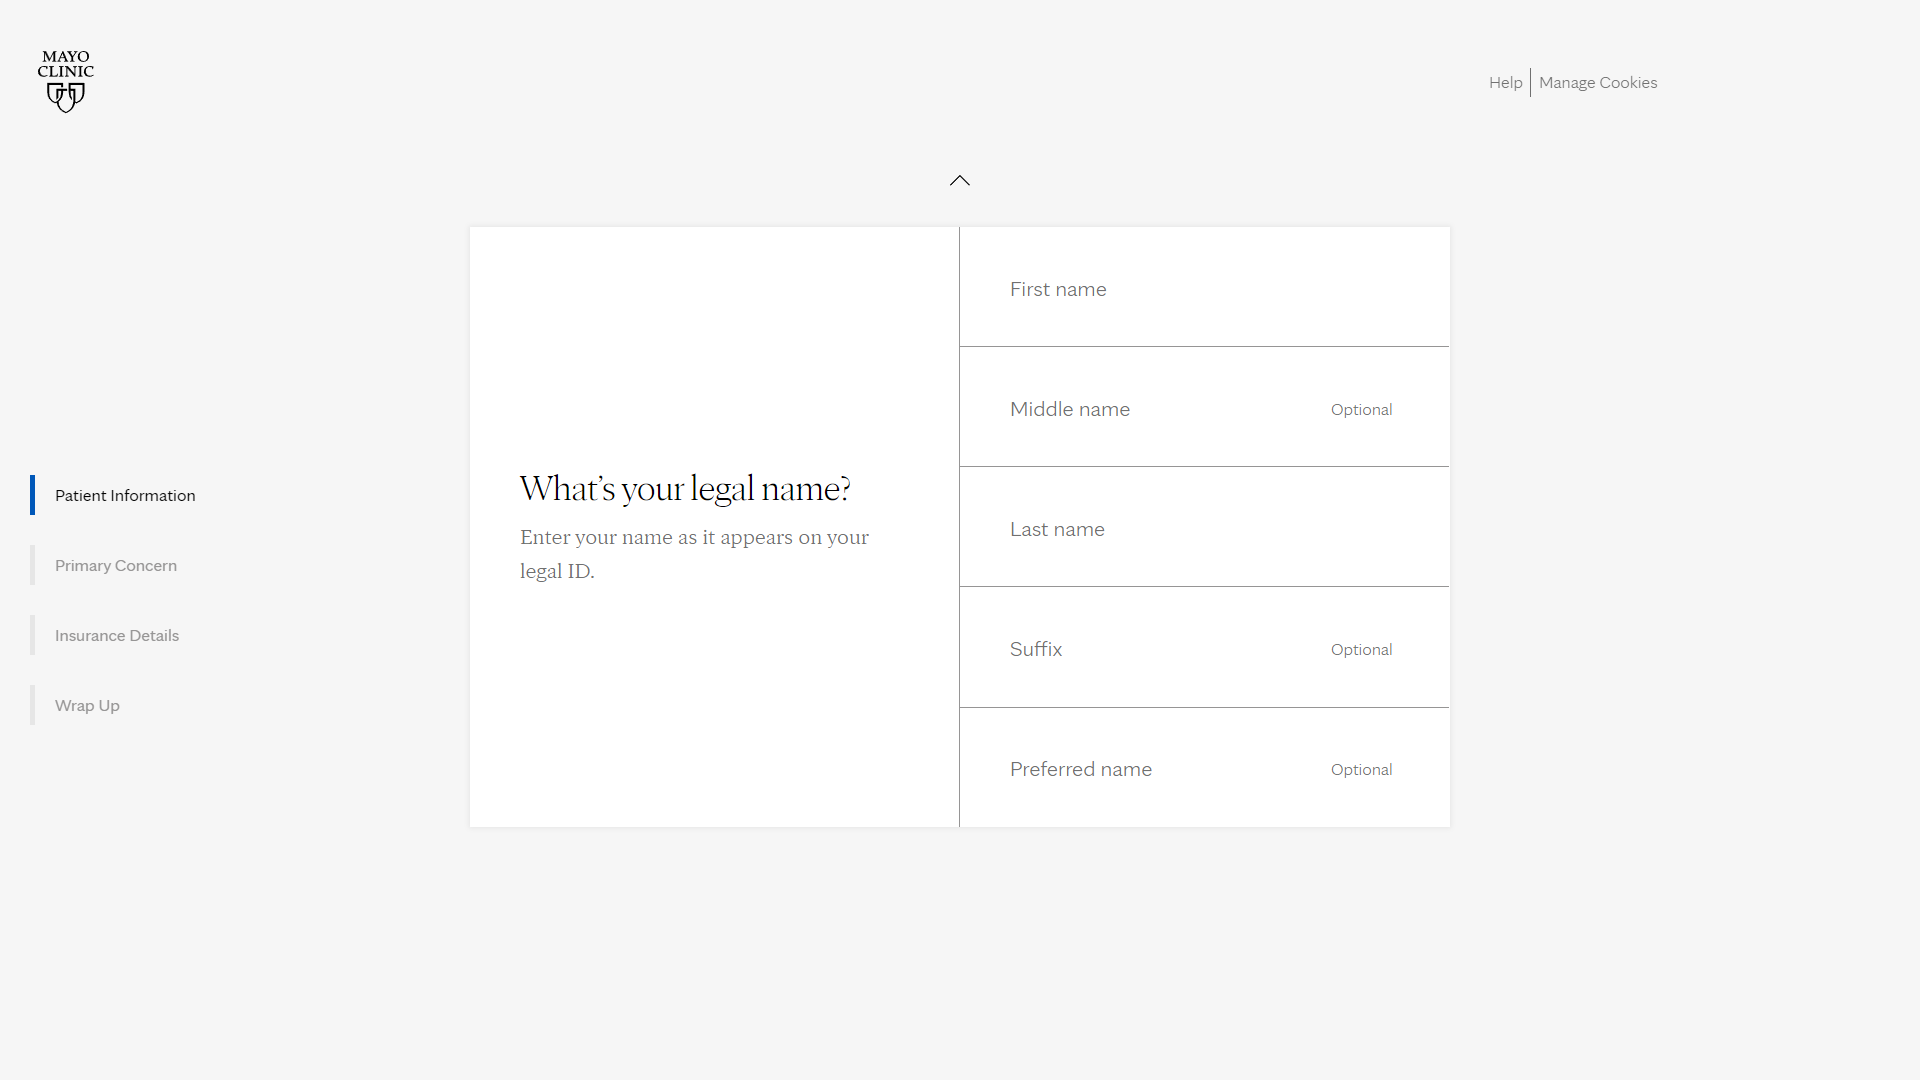 MAYO
CLINIC
Help
Manage Cookies
Patient Information
Primary Concern
Insurance Details
Wrap Up
What’s your legal name?
Enter your name as it appears on your
legal ID.
First name
Middle name
Optional
Last name
Suffix
Optional
Preferred name
Optional